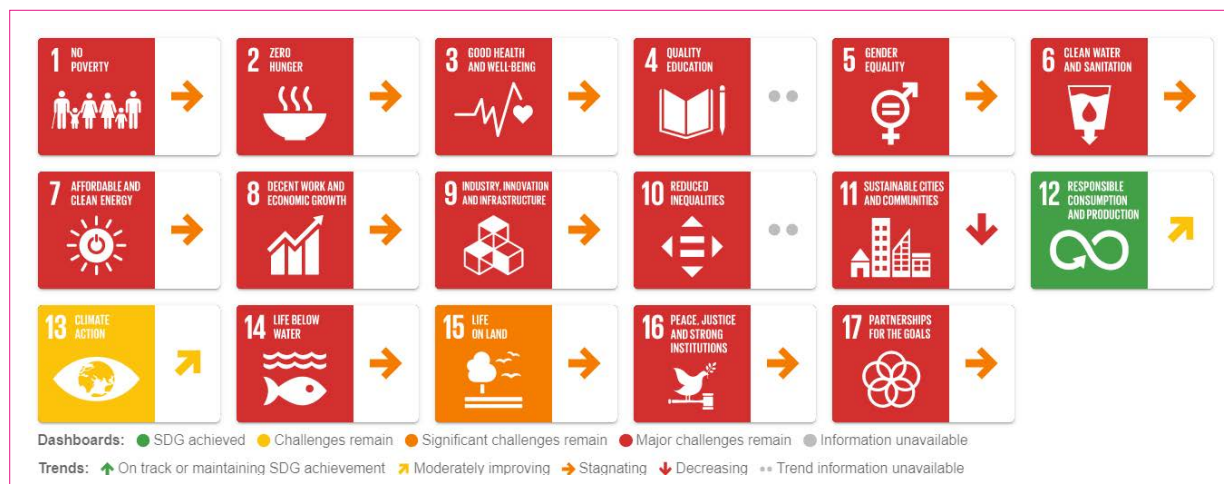 1 NO
POVERTY
2 ZERO
HUNGER
3 GOOD HEALTH
AND WELL-BEING
4 QUALITY
EDUCATION
5 GENDER
EQUALITY
6 CLEAN WATER
AND SANITATION
7 AFFORDABLE AND
CLEAN ENERGY
8 DECENT WORK AND
ECONOMIC GROWTH
9 INDUSTRY, INNOVATION
AND INFRASTRUCTURE
10 REDUCED
INEQUALITIES
11 SUSTAINABLE CITIES
AND COMMUNITIES
12 RESPONSIBLE
CONSUMPTION
AND PRODUCTION
13 CLIMATE
ACTION
14 LIFE BELOW
WATER
15 LIFE
ON LAND
16 PEACE, JUSTICE
AND STRONG
INSTITUTIONS
17 PARTNERSHIPS
FOR THE GOALS
Dashboards: SDG achieved Challenges remain Significant challenges remain Major challenges remain Information unavailable
Trends: On track or maintaining SDG achievement Moderately improving Stagnating Decreasing Trend information unavailable